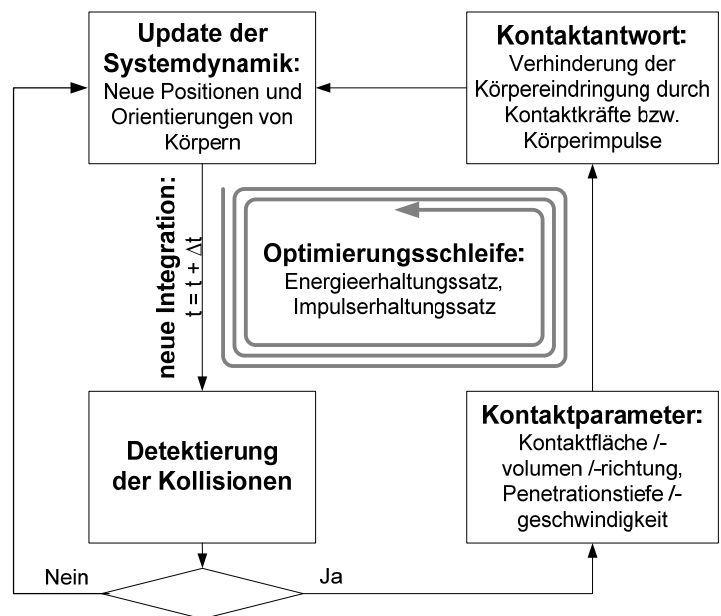 Update der
Systemdynamik:
Neue Positionen und
Orientierungen von
Körpern
Kontaktantwort:
Verhinderung der
Körpereindringung durch
Kontaktkräfte bzw.
Körperimpulse
neue Integration:
t = t + Δt
Optimierungsschleife:
Energieerhaltungssatz,
Impulserhaltungssatz
Detektierung
der Kollisionen
Kontaktparameter:
Kontaktfläche /-
volumen /-richtung,
Penetrationstiefe /-
geschwindigkeit
Nein
Ja